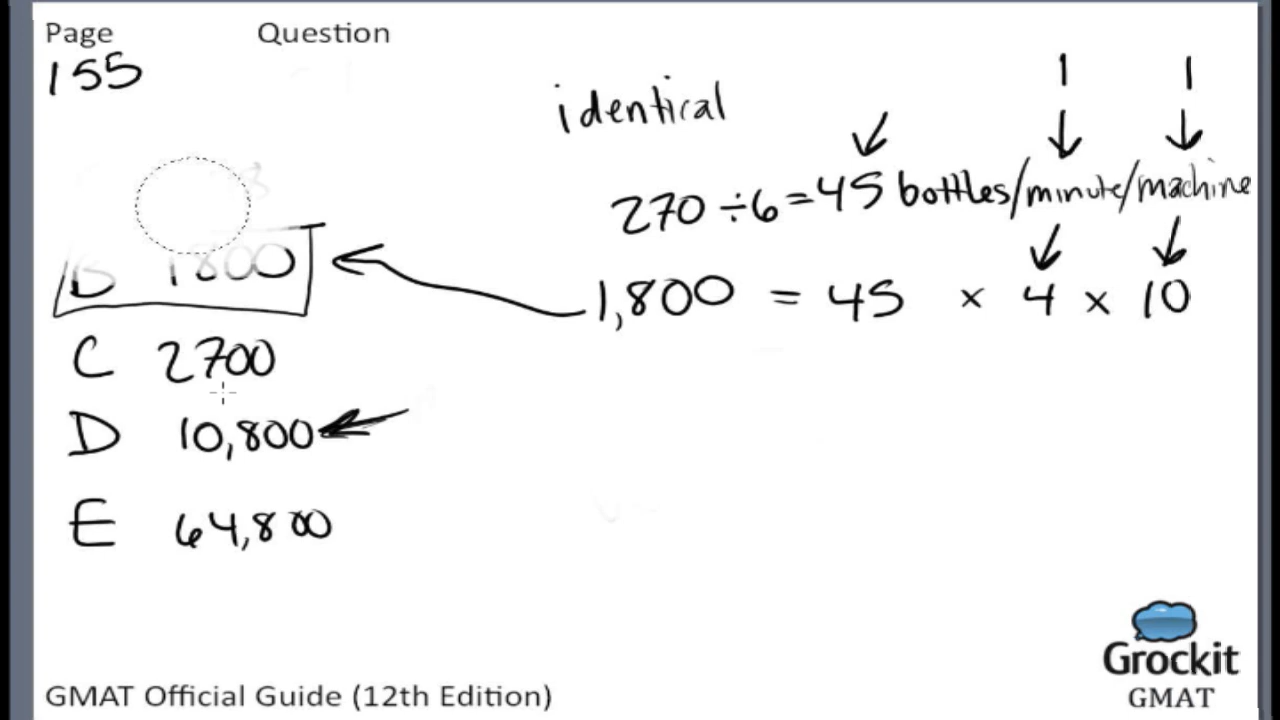 Page Question
155
identical
1 1
270 ÷ 6 = 45 bottles/minute/machine
B 1800
1,800 = 45 × 4 × 10
C 2700
D 10,800
E 64,800
Grockit
GMAT
GMAT Official Guide (12th Edition)